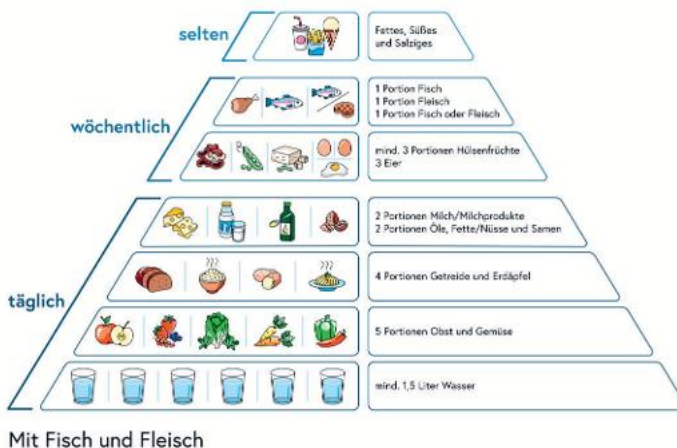 selten
Fettes, Süßes
und Salziges
wöchentlich
1 Portion Fisch
1 Portion Fleisch
1 Portion Fisch oder Fleisch
mind. 3 Portionen Hülsenfrüchte
3 Eier
täglich
2 Portionen Milch/Milchprodukte
2 Portionen Öle, Fette/Nüsse und Samen
4 Portionen Getreide und Erdäpfel
5 Portionen Obst und Gemüse
mind. 1,5 Liter Wasser
Mit Fisch und Fleisch